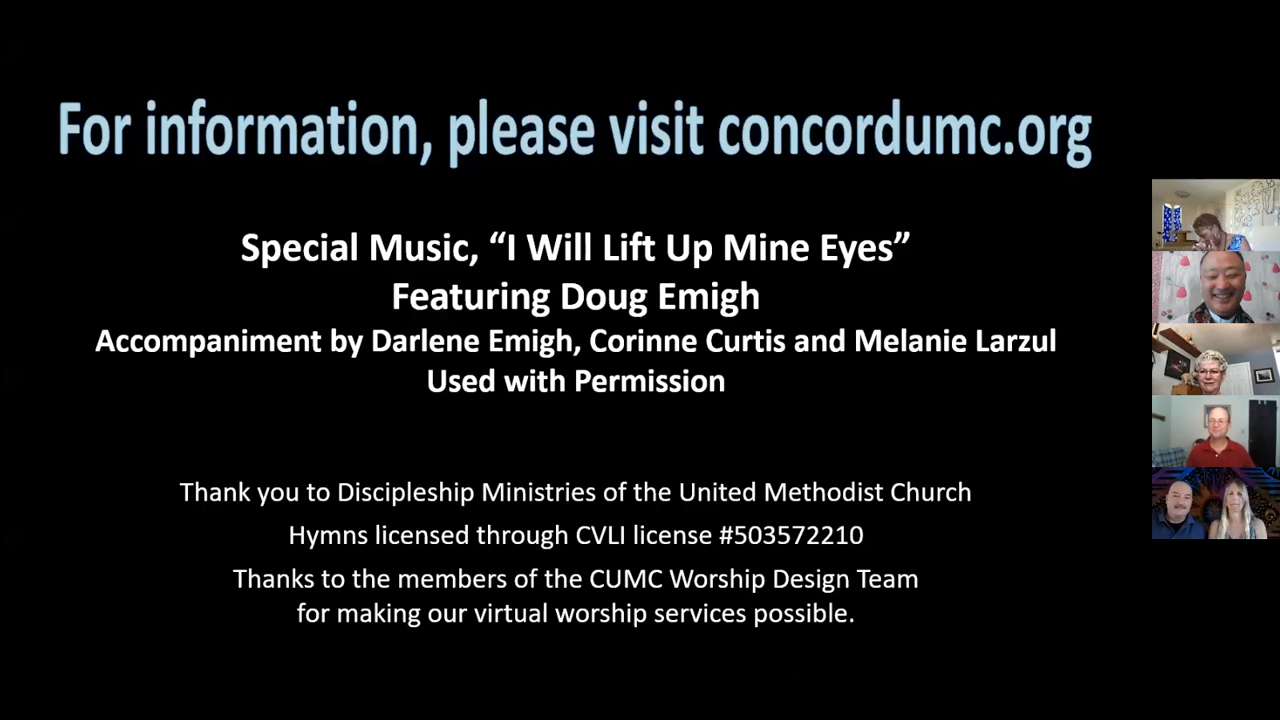 For information, please visit concordumc.org
Special Music, “I Will Lift Up Mine Eyes”
Featuring Doug Emigh
Accompaniment by Darlene Emigh, Corinne Curtis and Melanie Larzul
Used with Permission
Thank you to Discipleship Ministries of the United Methodist Church
Hymns licensed through CVLI license #503572210
Thanks to the members of the CUMC Worship Design Team
for making our virtual worship services possible.